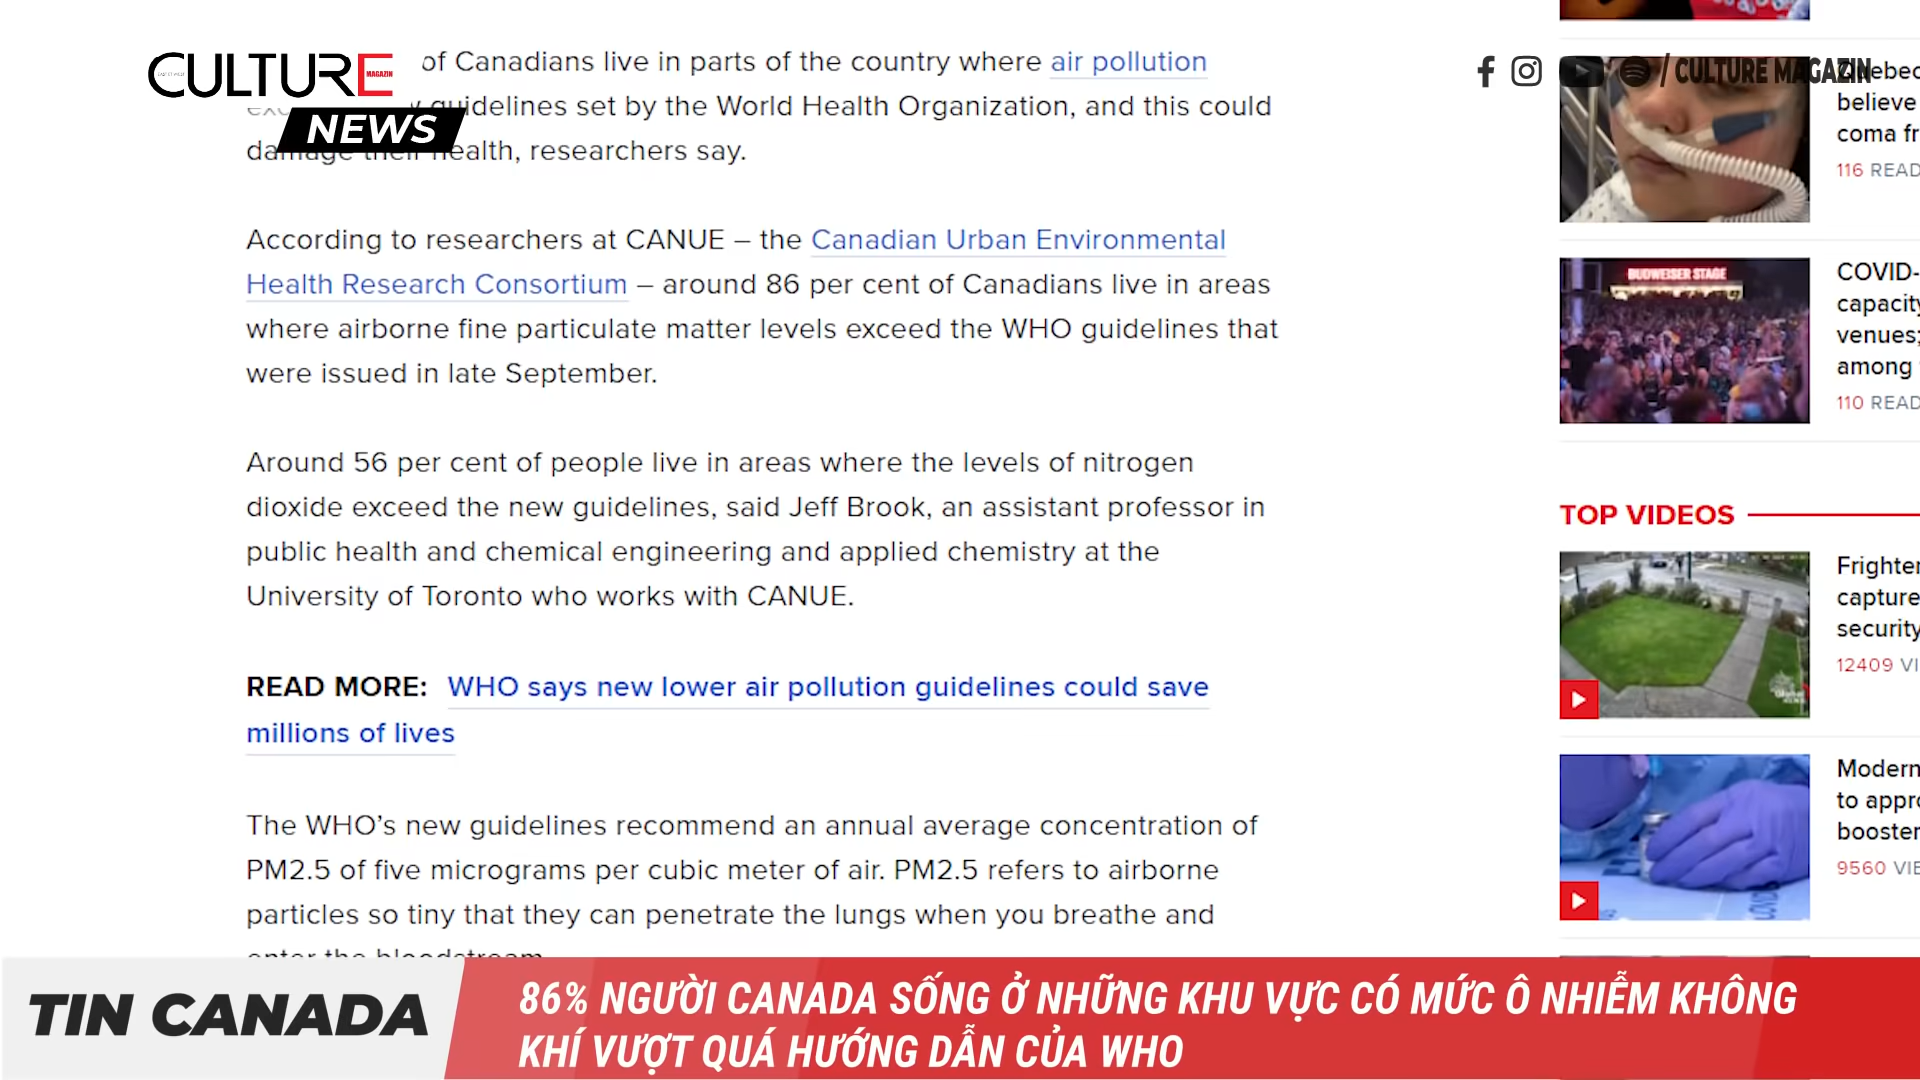 CULTURE
MAGAZIN
NEWS
/ CULTURE MAGAZIN
of Canadians live in parts of the country where air pollution
guidelines set by the World Health Organization, and this could
damage their health, researchers say.
According to researchers at CANUE – the Canadian Urban Environmental
Health Research Consortium – around 86 per cent of Canadians live in areas
where airborne fine particulate matter levels exceed the WHO guidelines that
were issued in late September.
Around 56 per cent of people live in areas where the levels of nitrogen
dioxide exceed the new guidelines, said Jeff Brook, an assistant professor in
public health and chemical engineering and applied chemistry at the
University of Toronto who works with CANUE.
READ MORE: WHO says new lower air pollution guidelines could save
millions of lives
The WHO’s new guidelines recommend an annual average concentration of
PM2.5 of five micrograms per cubic meter of air. PM2.5 refers to airborne
particles so tiny that they can penetrate the lungs when you breathe and
enter the bloodstream.
Quebec
believe
coma fr
116 READ
BUDWEISER STAGE
COVID-
capacity
venues;
among
110 READ
TOP VIDEOS
Frighten
capture
security
12409 VI
Modern
to appro
booster
9560 VIE
TIN CANADA
86% NGƯỜI CANADA SỐNG Ở NHỮNG KHU VỰC CÓ MỨC Ô NHIỄM KHÔNG
KHÍ VƯỢT QUÁ HƯỚNG DẪN CỦA WHO